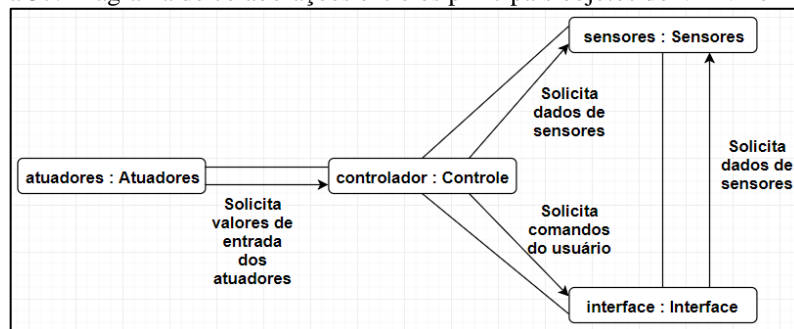 sensores : Sensores
Solicita
dados de
sensores
Solicita
dados de
sensores
atuadores : Atuadores
controlador : Controle
Solicita
valores de
entrada
dos
atuadores
Solicita
comandos
do usuário
interface : Interface